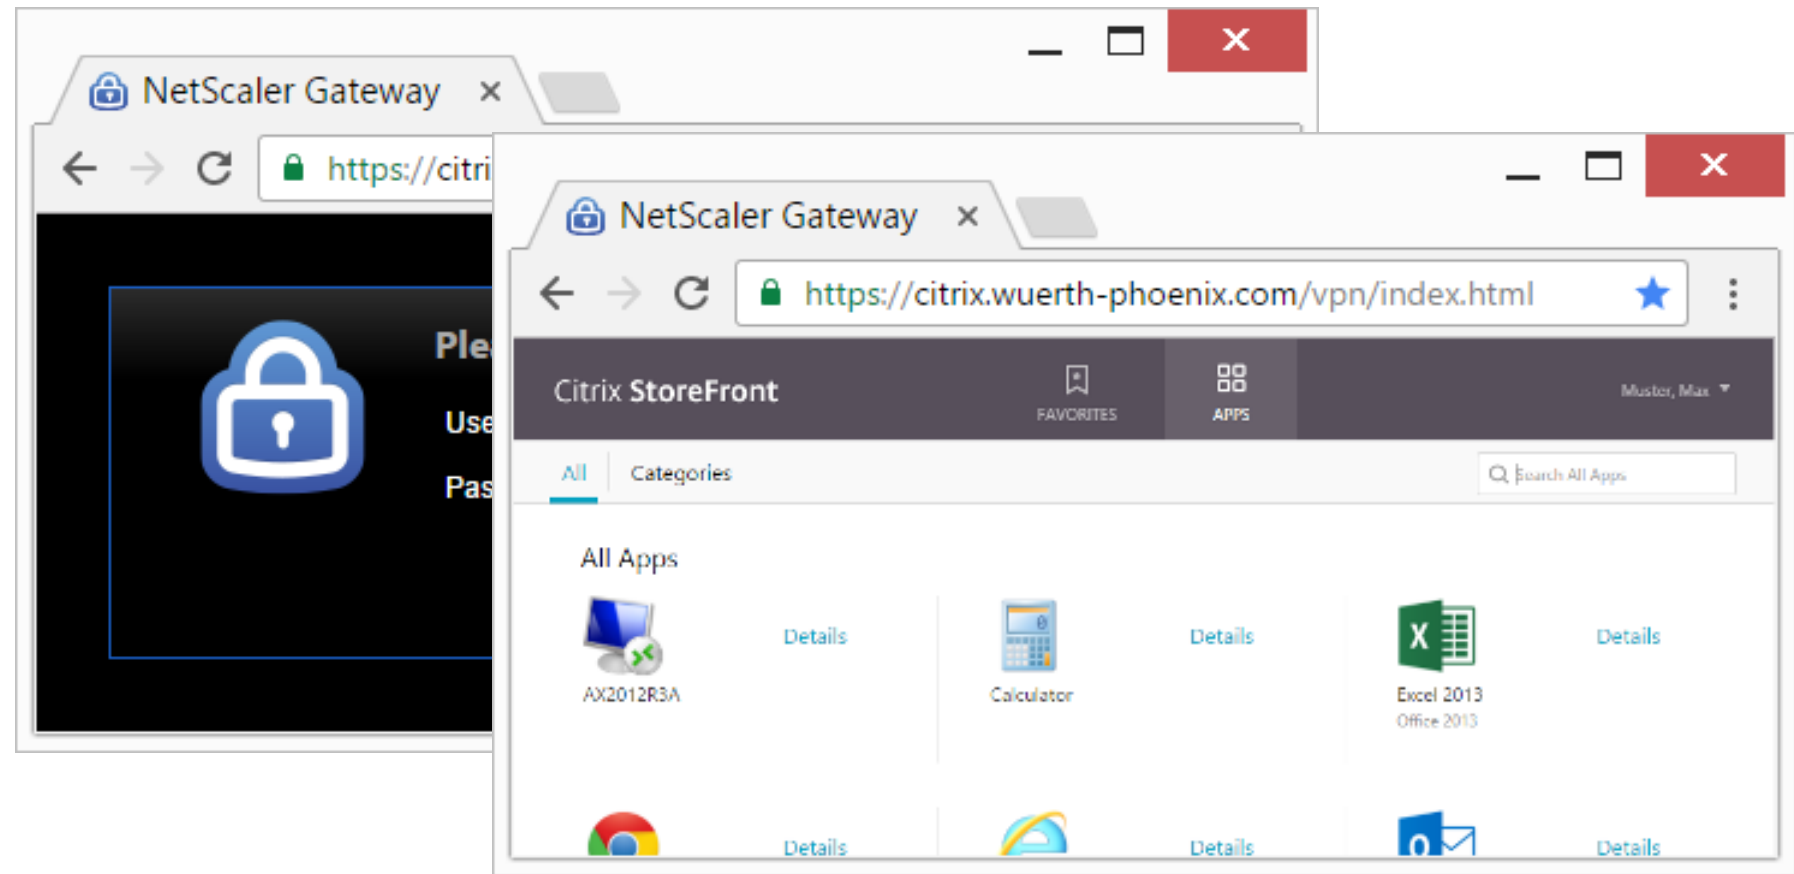 NetScaler Gateway
https://citri
Plea
Use
Pas
NetScaler Gateway
https://citrix.wuerth-phoenix.com/vpn/index.html
Citrix StoreFront
FAVORITES
APPS
Muster, Max
All Categories
Search All Apps
All Apps
Details Details Details
AX2012R3A Calculator Excel 2013
Office 2013
Details Details Details